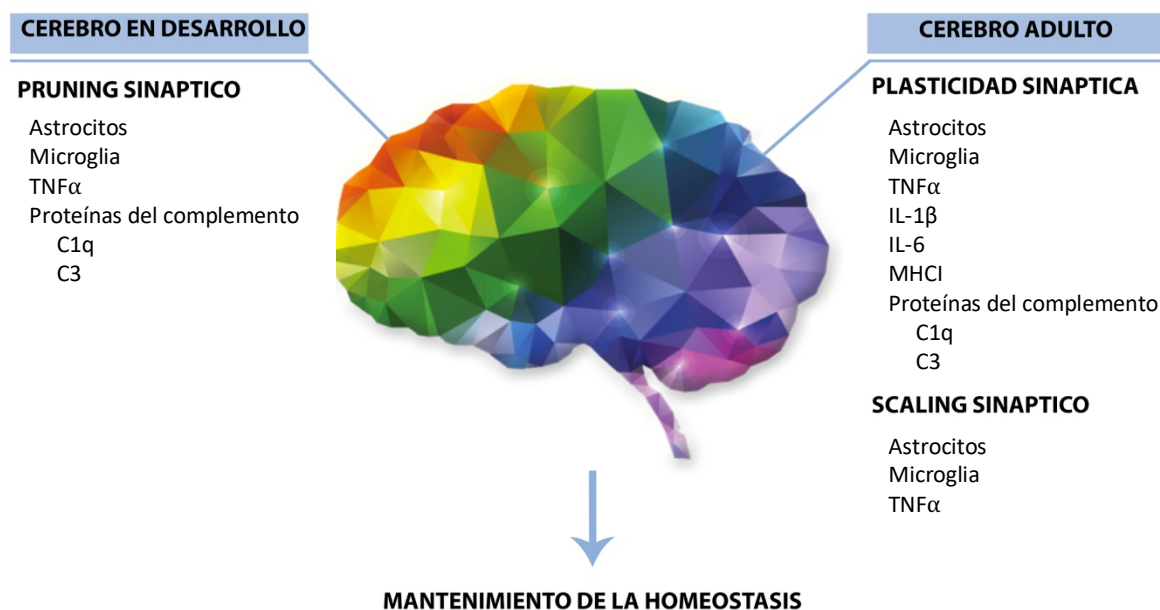 CEREBRO EN DESARROLLO
PRUNING SINAPTICO
Astrocitos
Microglia
TNFα
Proteínas del complemento
C1q
C3
CEREBRO ADULTO
PLASTICIDAD SINAPTICA
Astrocitos
Microglia
TNFα
IL-1β
IL-6
MHCI
Proteínas del complemento
C1q
C3
SCALING SINAPTICO
Astrocitos
Microglia
TNFα
MANTENIMIENTO DE LA HOMEOSTASIS